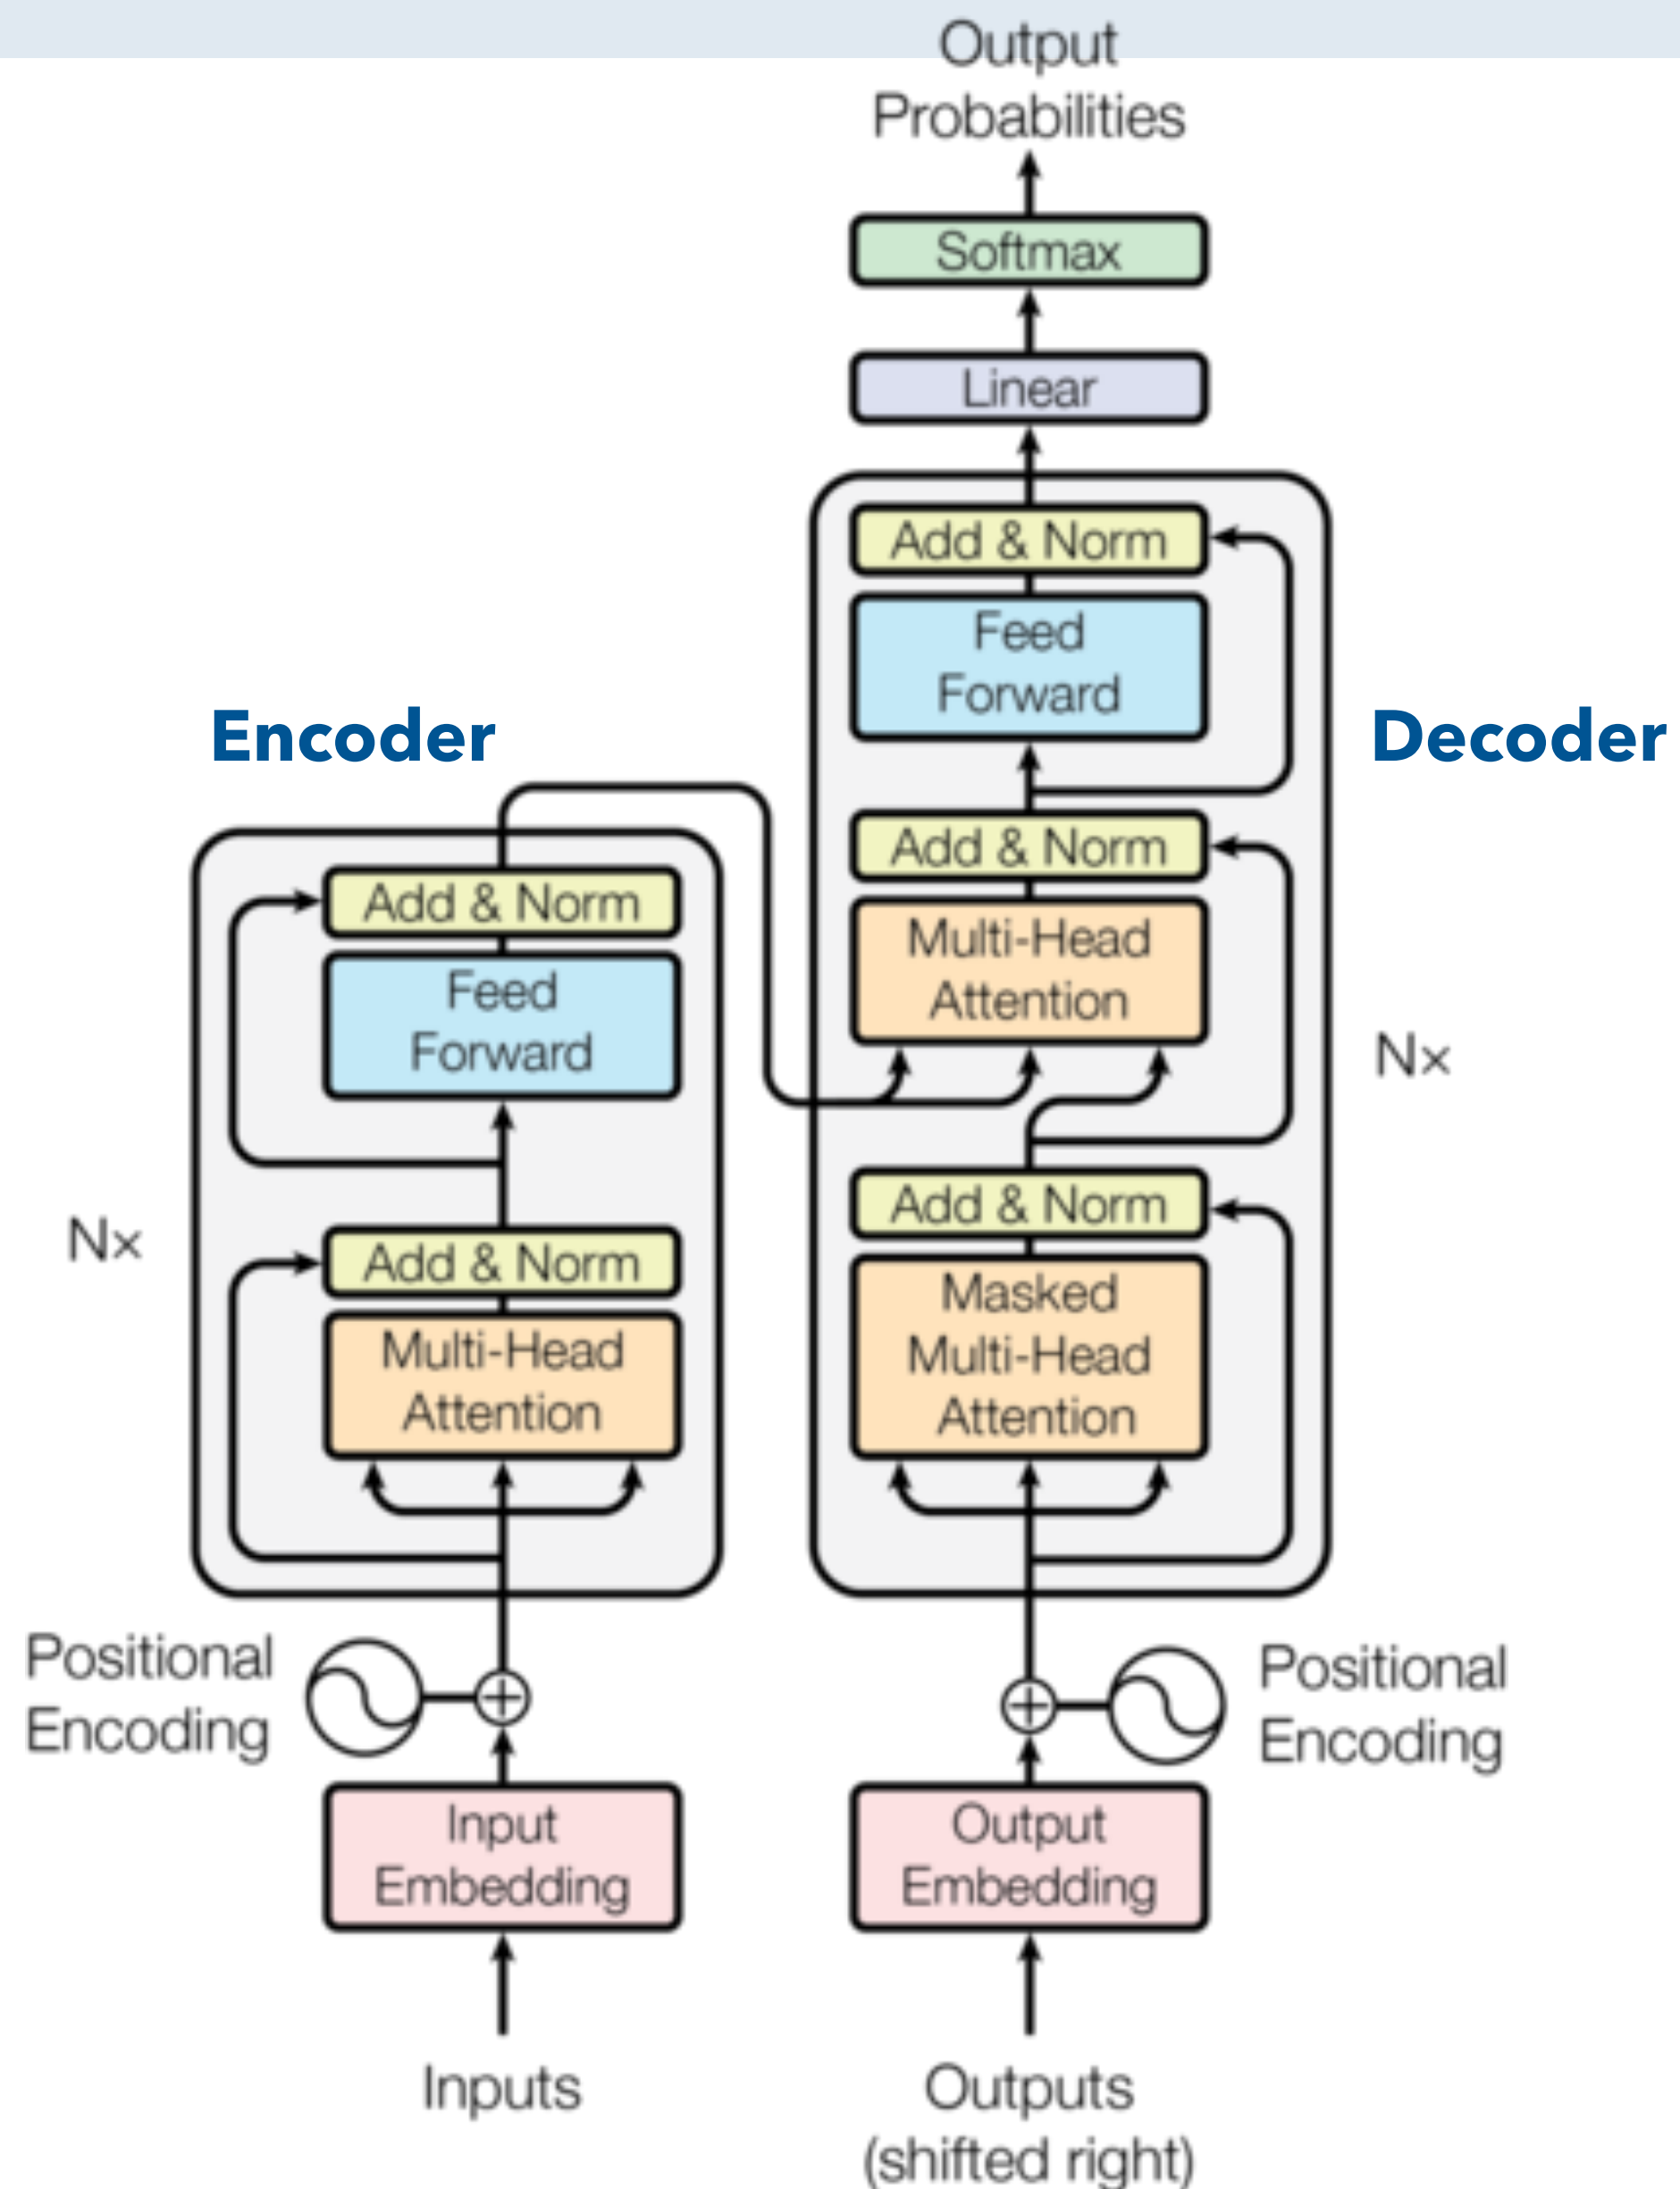 Output
Probabilities
Softmax
Linear
Add & Norm
Feed
Forward
Add & Norm
Multi-Head
Attention
Add & Norm
Masked
Multi-Head
Attention
Decoder
Nx
Encoder
Add & Norm
Feed
Forward
Add & Norm
Multi-Head
Attention
Nx
Positional
Encoding
Input
Embedding
Inputs
Positional
Encoding
Output
Embedding
Outputs
(shifted right)